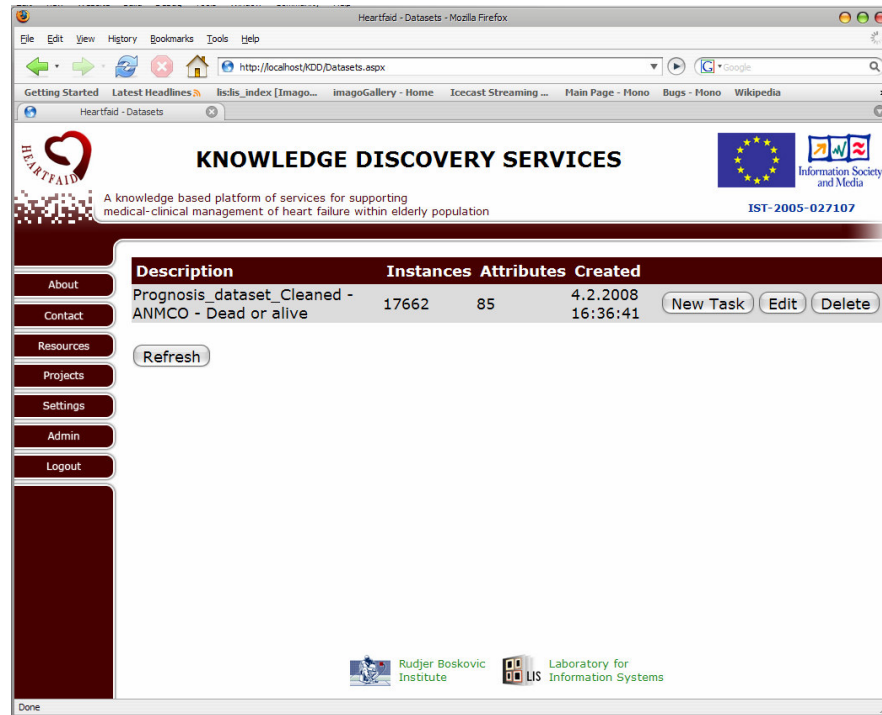 Heartfaid - Datasets - Mozilla Firefox
File Edit View History Bookmarks Tools Help
http://localhost/KDD/Datasets.aspx
G Google
Getting Started Latest Headlines lis:lis_index [Imago... imagoGallery - Home Icecast Streaming ... Main Page - Mono Bugs - Mono Wikipedia
Heartfaid - Datasets
HEARTFAID
KNOWLEDGE DISCOVERY SERVICES
A knowledge based platform of services for supporting
medical-clinical management of heart failure within elderly population
Information Society
and Media
IST-2005-027107
About
Contact
Resources
Projects
Settings
Admin
Logout
Description Instances Attributes Created
Prognosis_dataset_Cleaned -
ANMCO - Dead or alive
17662 85
4.2.2008
16:36:41
New Task Edit Delete
Refresh
Rudjer Boskovic
Institute
LIS
Laboratory for
Information Systems
Done